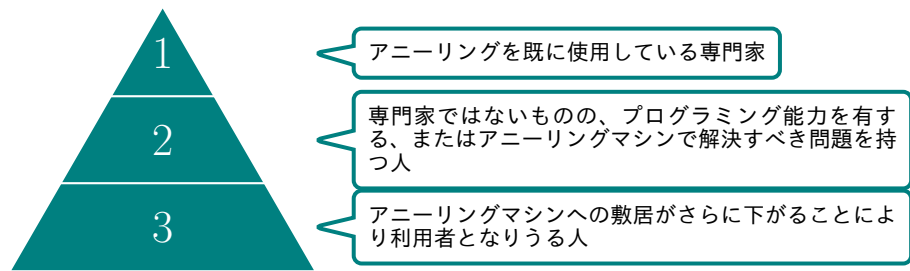 1
アニーリングを既に使用している専門家
2
専門家ではないものの、プログラミング能力を有す
る、またはアニーリングマシンで解決すべき問題を持
つ人
3
アニーリングマシンへの敷居がさらに下がることによ
り利用者となりうる人